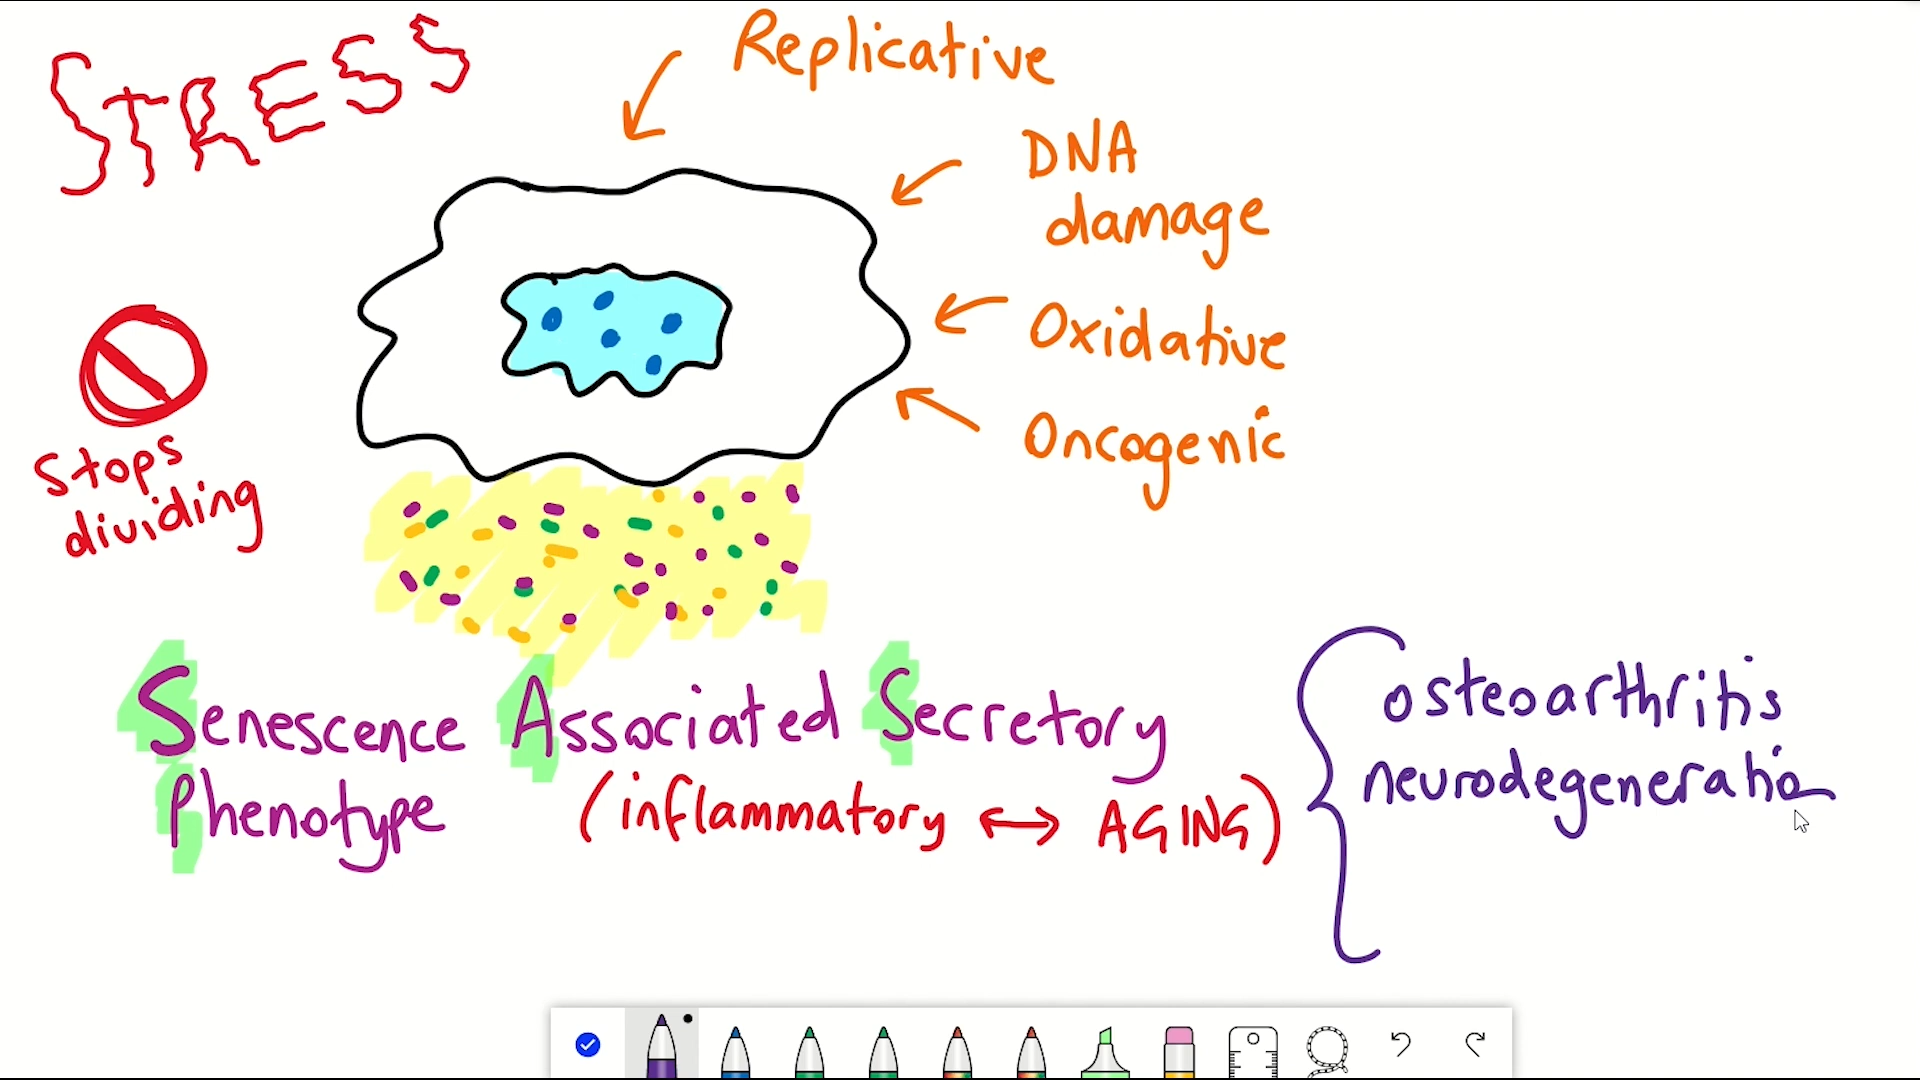 STRESS
Replicative
DNA
damage
Oxidative
Oncogenic
Stops
dividing
Senescence Associated Secretory
Phenotype
(inflammatory ↔ AGING)
osteoarthritis
neurodegeneratio